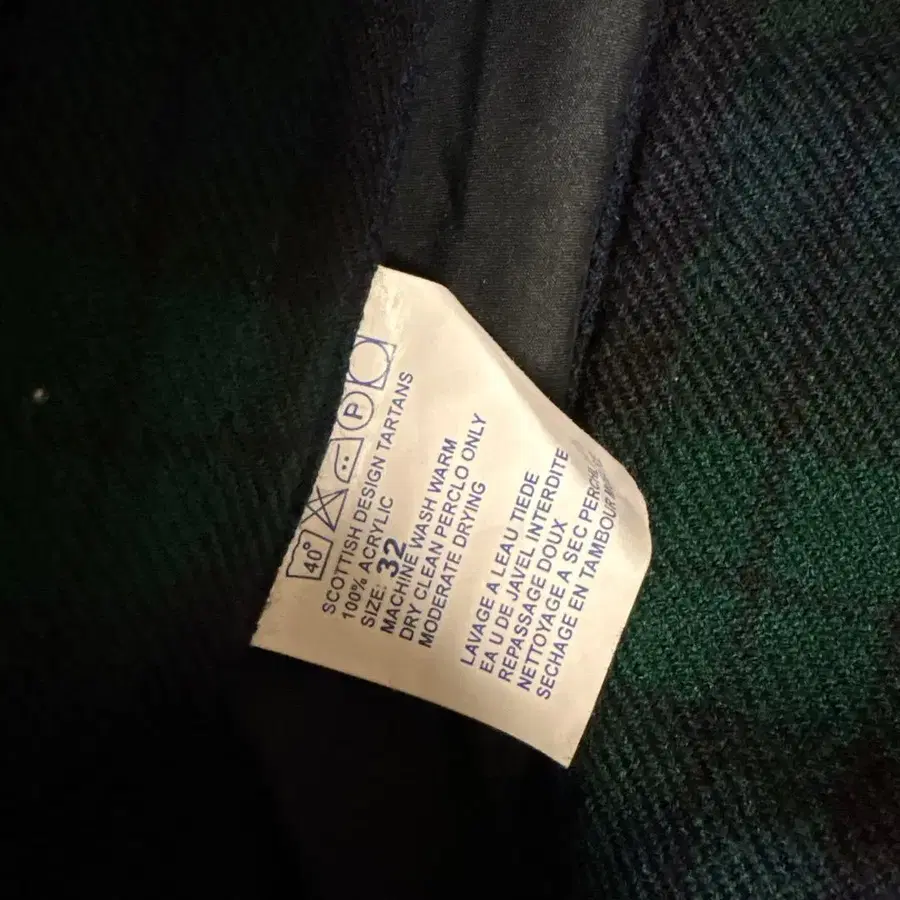 40°
P
SCOTTISH DESIGN TARTANS
100% ACRYLIC
SIZE: 32
MACHINE WASH WARM
DRY CLEAN PERCLO ONLY
MODERATE DRYING
LAVAGE A LEAU TIEDE
EA U DE JAVEL INTERDITE
REPASSAGE DOUX
NETTOYAGE A SEC
SECHAGE EN TAMBOUR